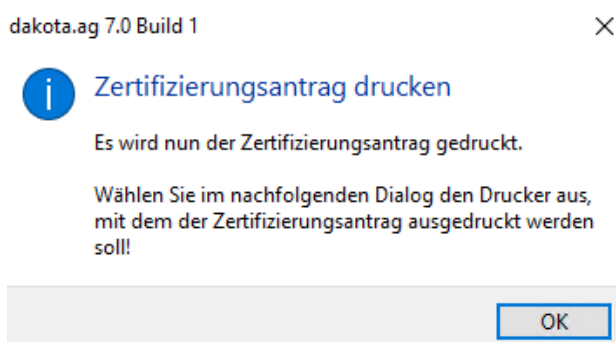 dakota.ag 7.0 Build 1
Zertifizierungsantrag drucken
Es wird nun der Zertifizierungsantrag gedruckt.
Wählen Sie im nachfolgenden Dialog den Drucker aus,
mit dem der Zertifizierungsantrag ausgedruckt werden
soll!
OK